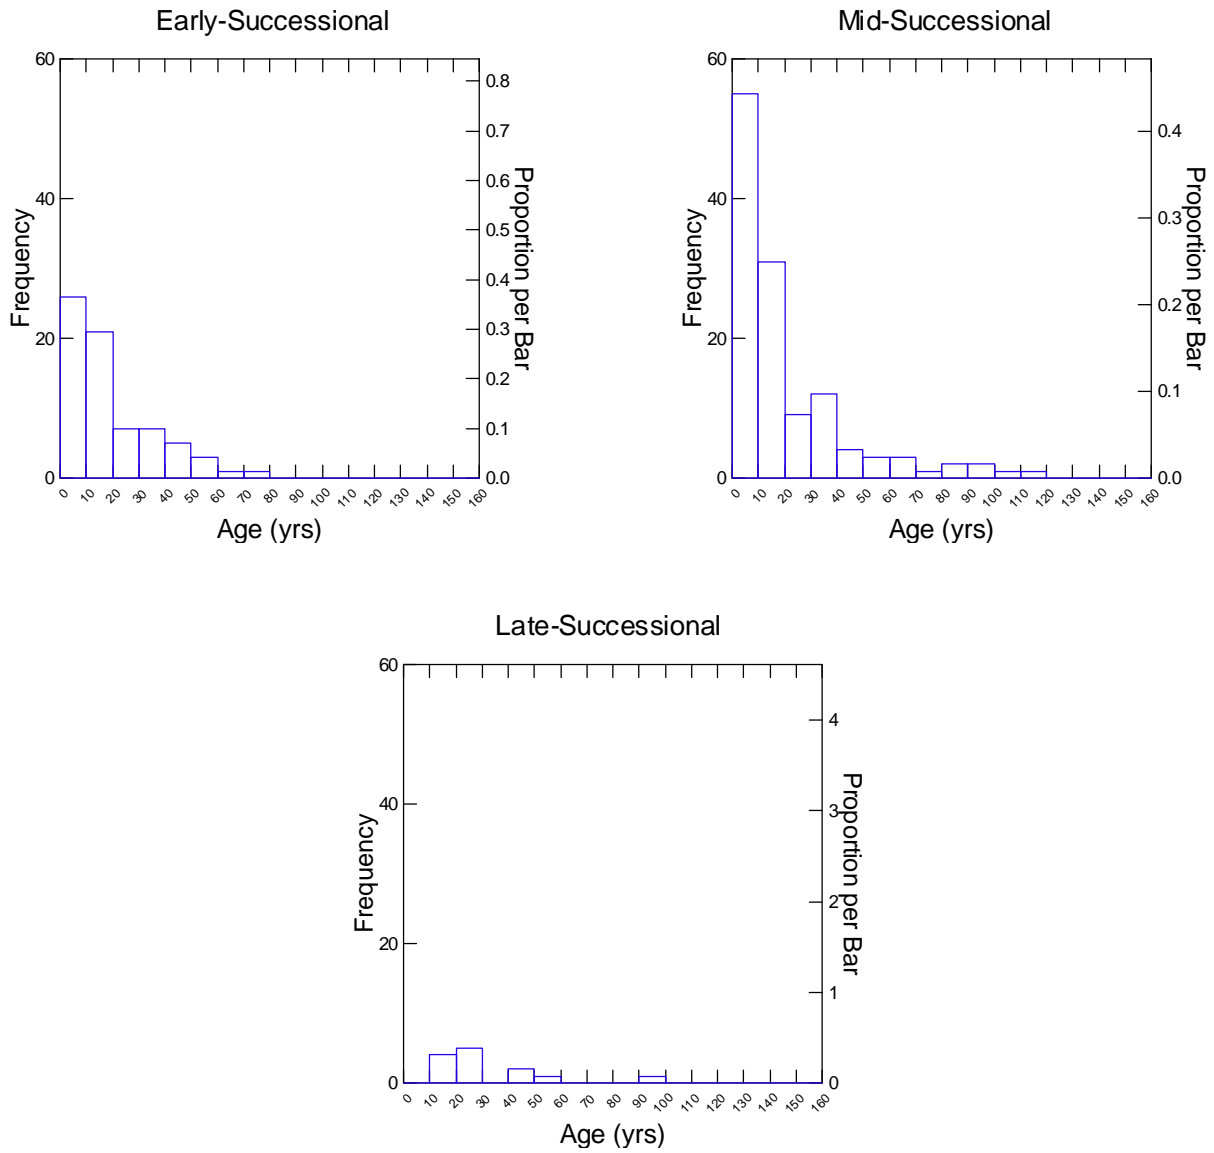 Early-Successional
60
40
20
0
Frequency
0.8
0.7
0.6
0.5
0.4
0.3
0.2
0.1
0.0
Proportion per Bar
0 10 20 30 40 50 60 70 80 90 100 110 120 130 140 150 160
Age (yrs)
Mid-Successional
60
40
20
0
Frequency
0.4
0.3
0.2
0.1
0.0
Proportion per Bar
0 10 20 30 40 50 60 70 80 90 100 110 120 130 140 150 160
Age (yrs)
Late-Successional
60
40
20
0
Frequency
4
3
2
1
0
Proportion per Bar
0 10 20 30 40 50 60 70 80 90 100 110 120 130 140 150 160
Age (yrs)